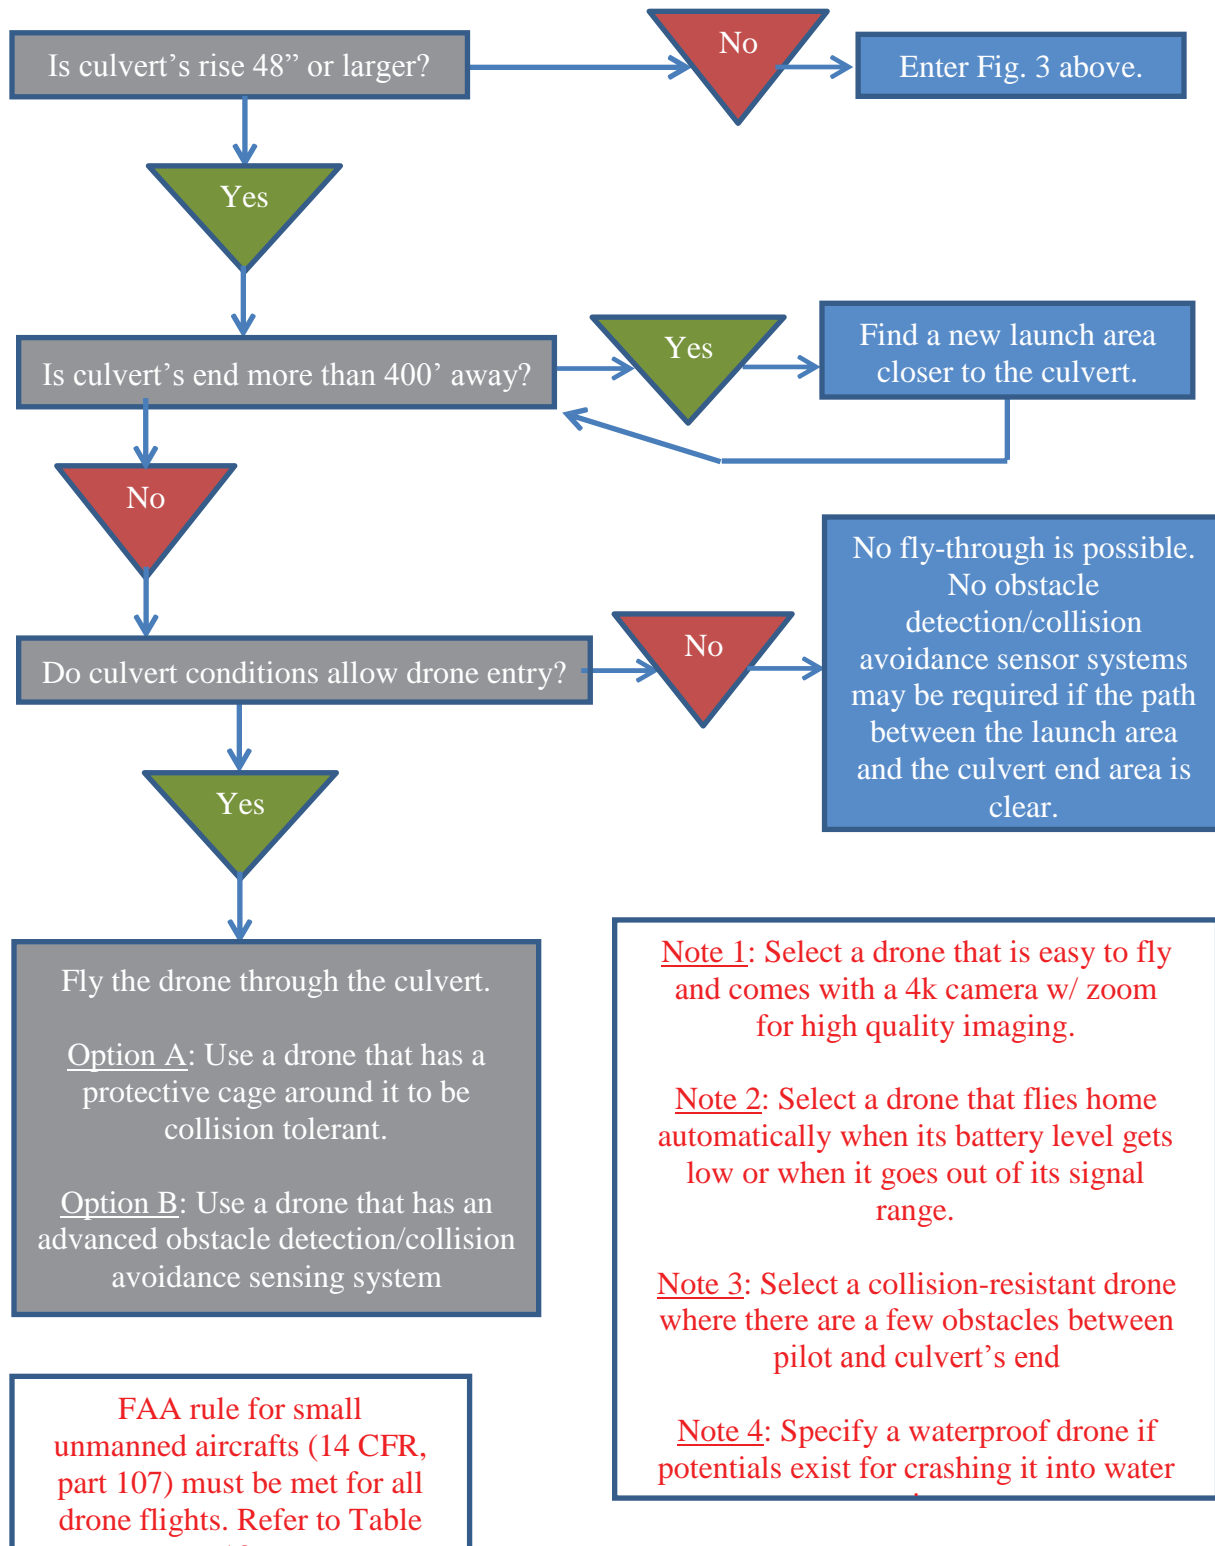 Is culvert’s rise 48” or larger?
No
Enter Fig. 3 above.
Yes
Is culvert’s end more than 400’ away?
Yes
Find a new launch area
closer to the culvert.
No
Do culvert conditions allow drone entry?
No
No fly-through is possible.
No obstacle
detection/collision
avoidance sensor systems
may be required if the path
between the launch area
and the culvert end area is
clear.
Yes
Fly the drone through the culvert.
Option A: Use a drone that has a
protective cage around it to be
collision tolerant.
Option B: Use a drone that has an
advanced obstacle detection/collision
avoidance sensing system
Note 1: Select a drone that is easy to fly
and comes with a 4k camera w/ zoom
for high quality imaging.
Note 2: Select a drone that flies home
automatically when its battery level gets
low or when it goes out of its signal
range.
Note 3: Select a collision-resistant drone
where there are a few obstacles between
pilot and culvert’s end
Note 4: Specify a waterproof drone if
potentials exist for crashing it into water
FAA rule for small
unmanned aircrafts (14 CFR,
part 107) must be met for all
drone flights. Refer to Table